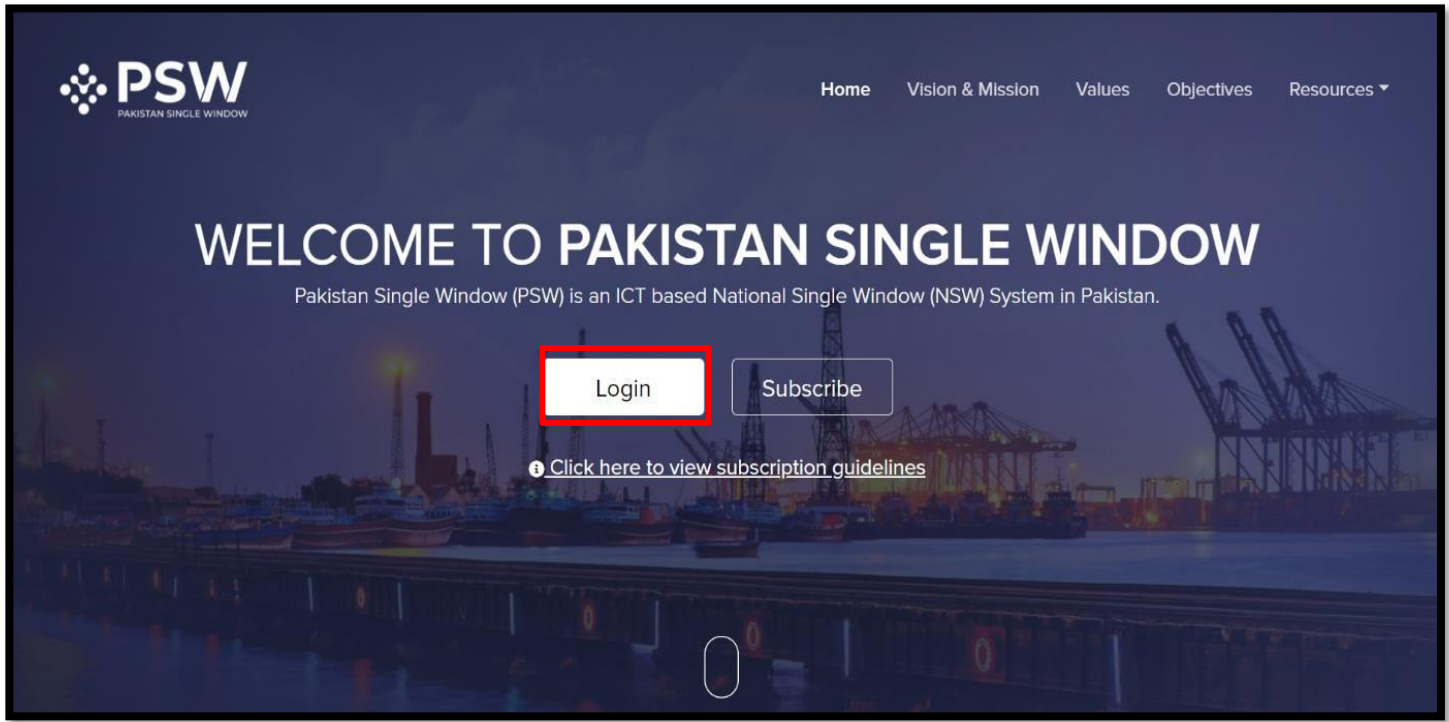 PSW
PAKISTAN SINGLE WINDOW
Home Vision & Mission Values Objectives Resources
WELCOME TO PAKISTAN SINGLE WINDOW
Pakistan Single Window (PSW) is an ICT based National Single Window (NSW) System in Pakistan.
Login Subscribe
Click here to view subscription guidelines